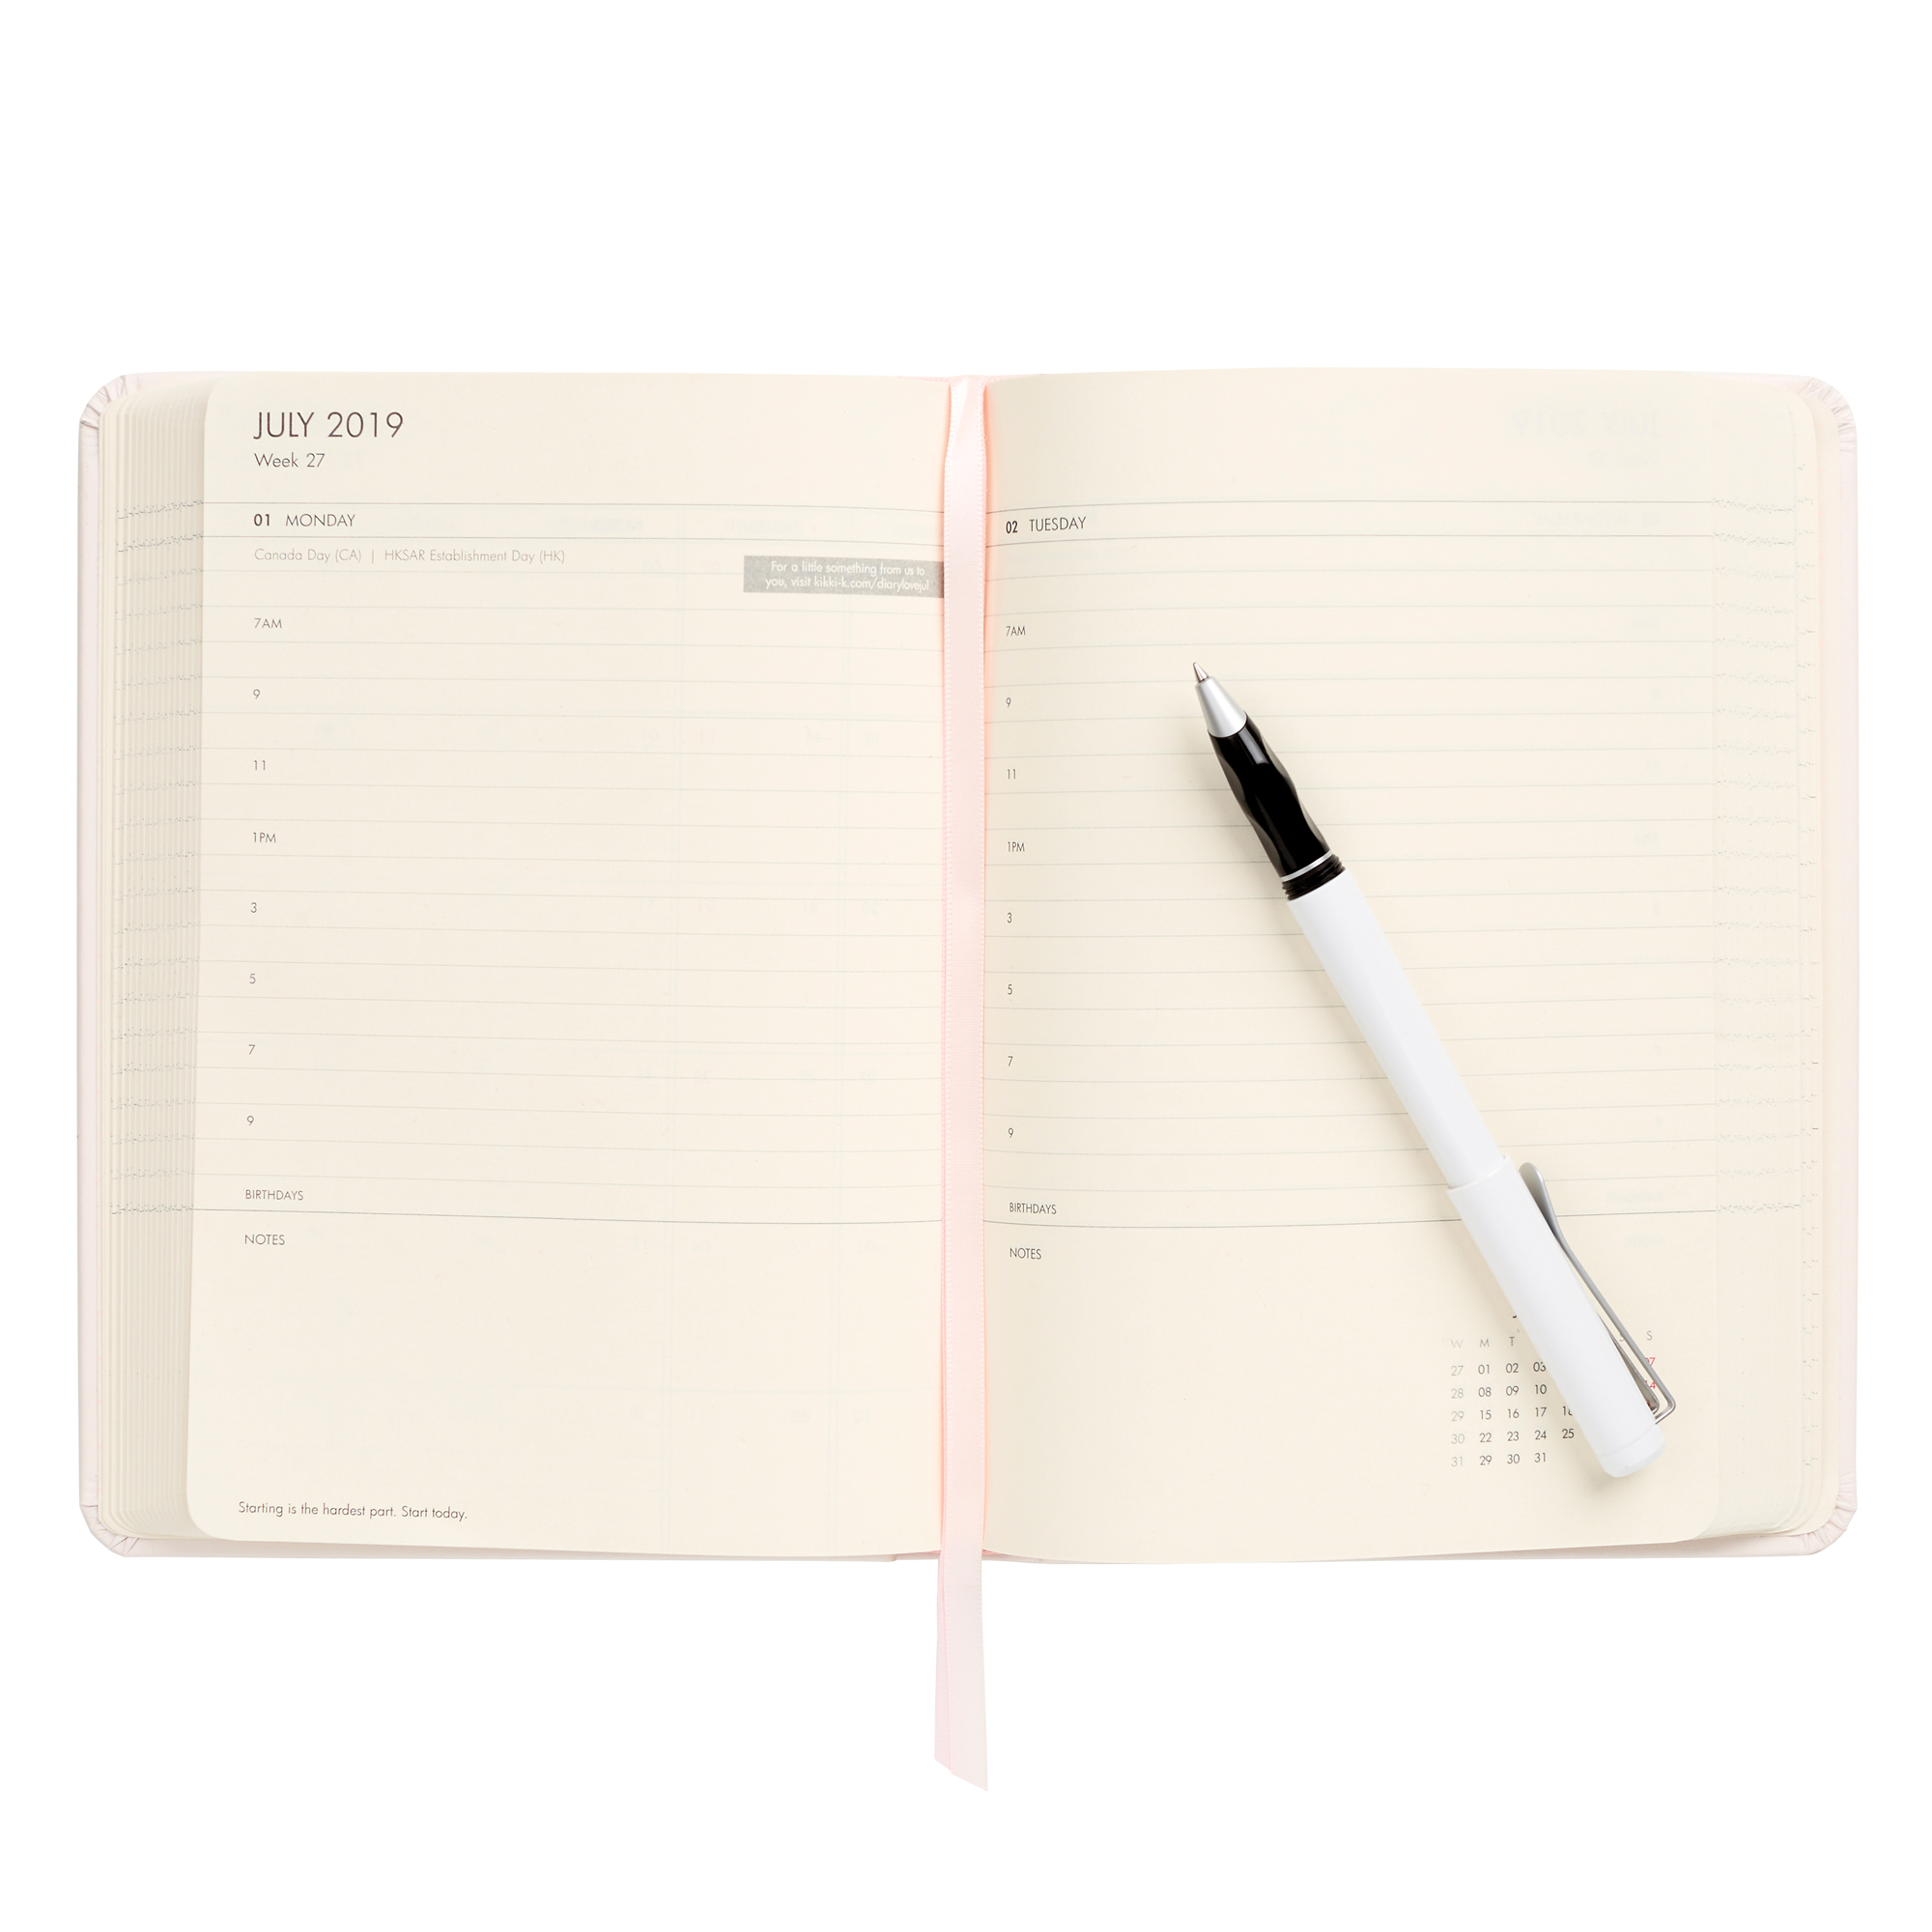 JULY 2019
Week 27
01 MONDAY
Canada Day (CA) | HKSAR Establishment Day (HK)
For a little something from us to
you, visit kikki-k.com/diarylovejul
7AM
9
11
1PM
3
5
7
9
BIRTHDAYS
NOTES
Starting is the hardest part. Start today.
02 TUESDAY
7AM
9
11
1PM
3
5
7
9
BIRTHDAYS
NOTES
W M T S
27 01 02 03
28 08 09 10
29 15 16 17
30 22 23 24 25
31 29 30 31